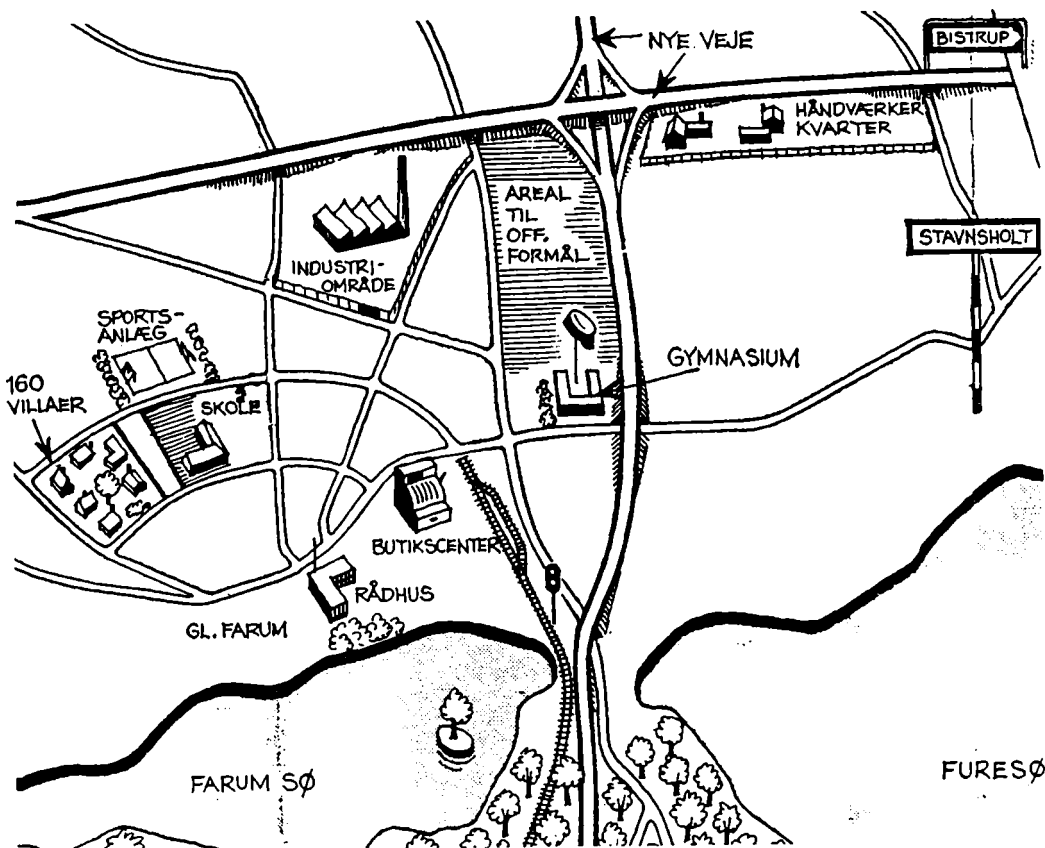 NYE VEJE
BISTRUP
HÅNDVÆRKER
KVARTER
AREAL
TIL
OFF.
FORMÅL
STAVNSHOLT
INDUSTRI-
OMRÅDE
SPORTS-
ANLÆG
GYMNASIUM
160
VILLAER
SKOLE
BUTIKSCENTER
RÅDHUS
GL. FARUM
FARUM SØ
FURESØ